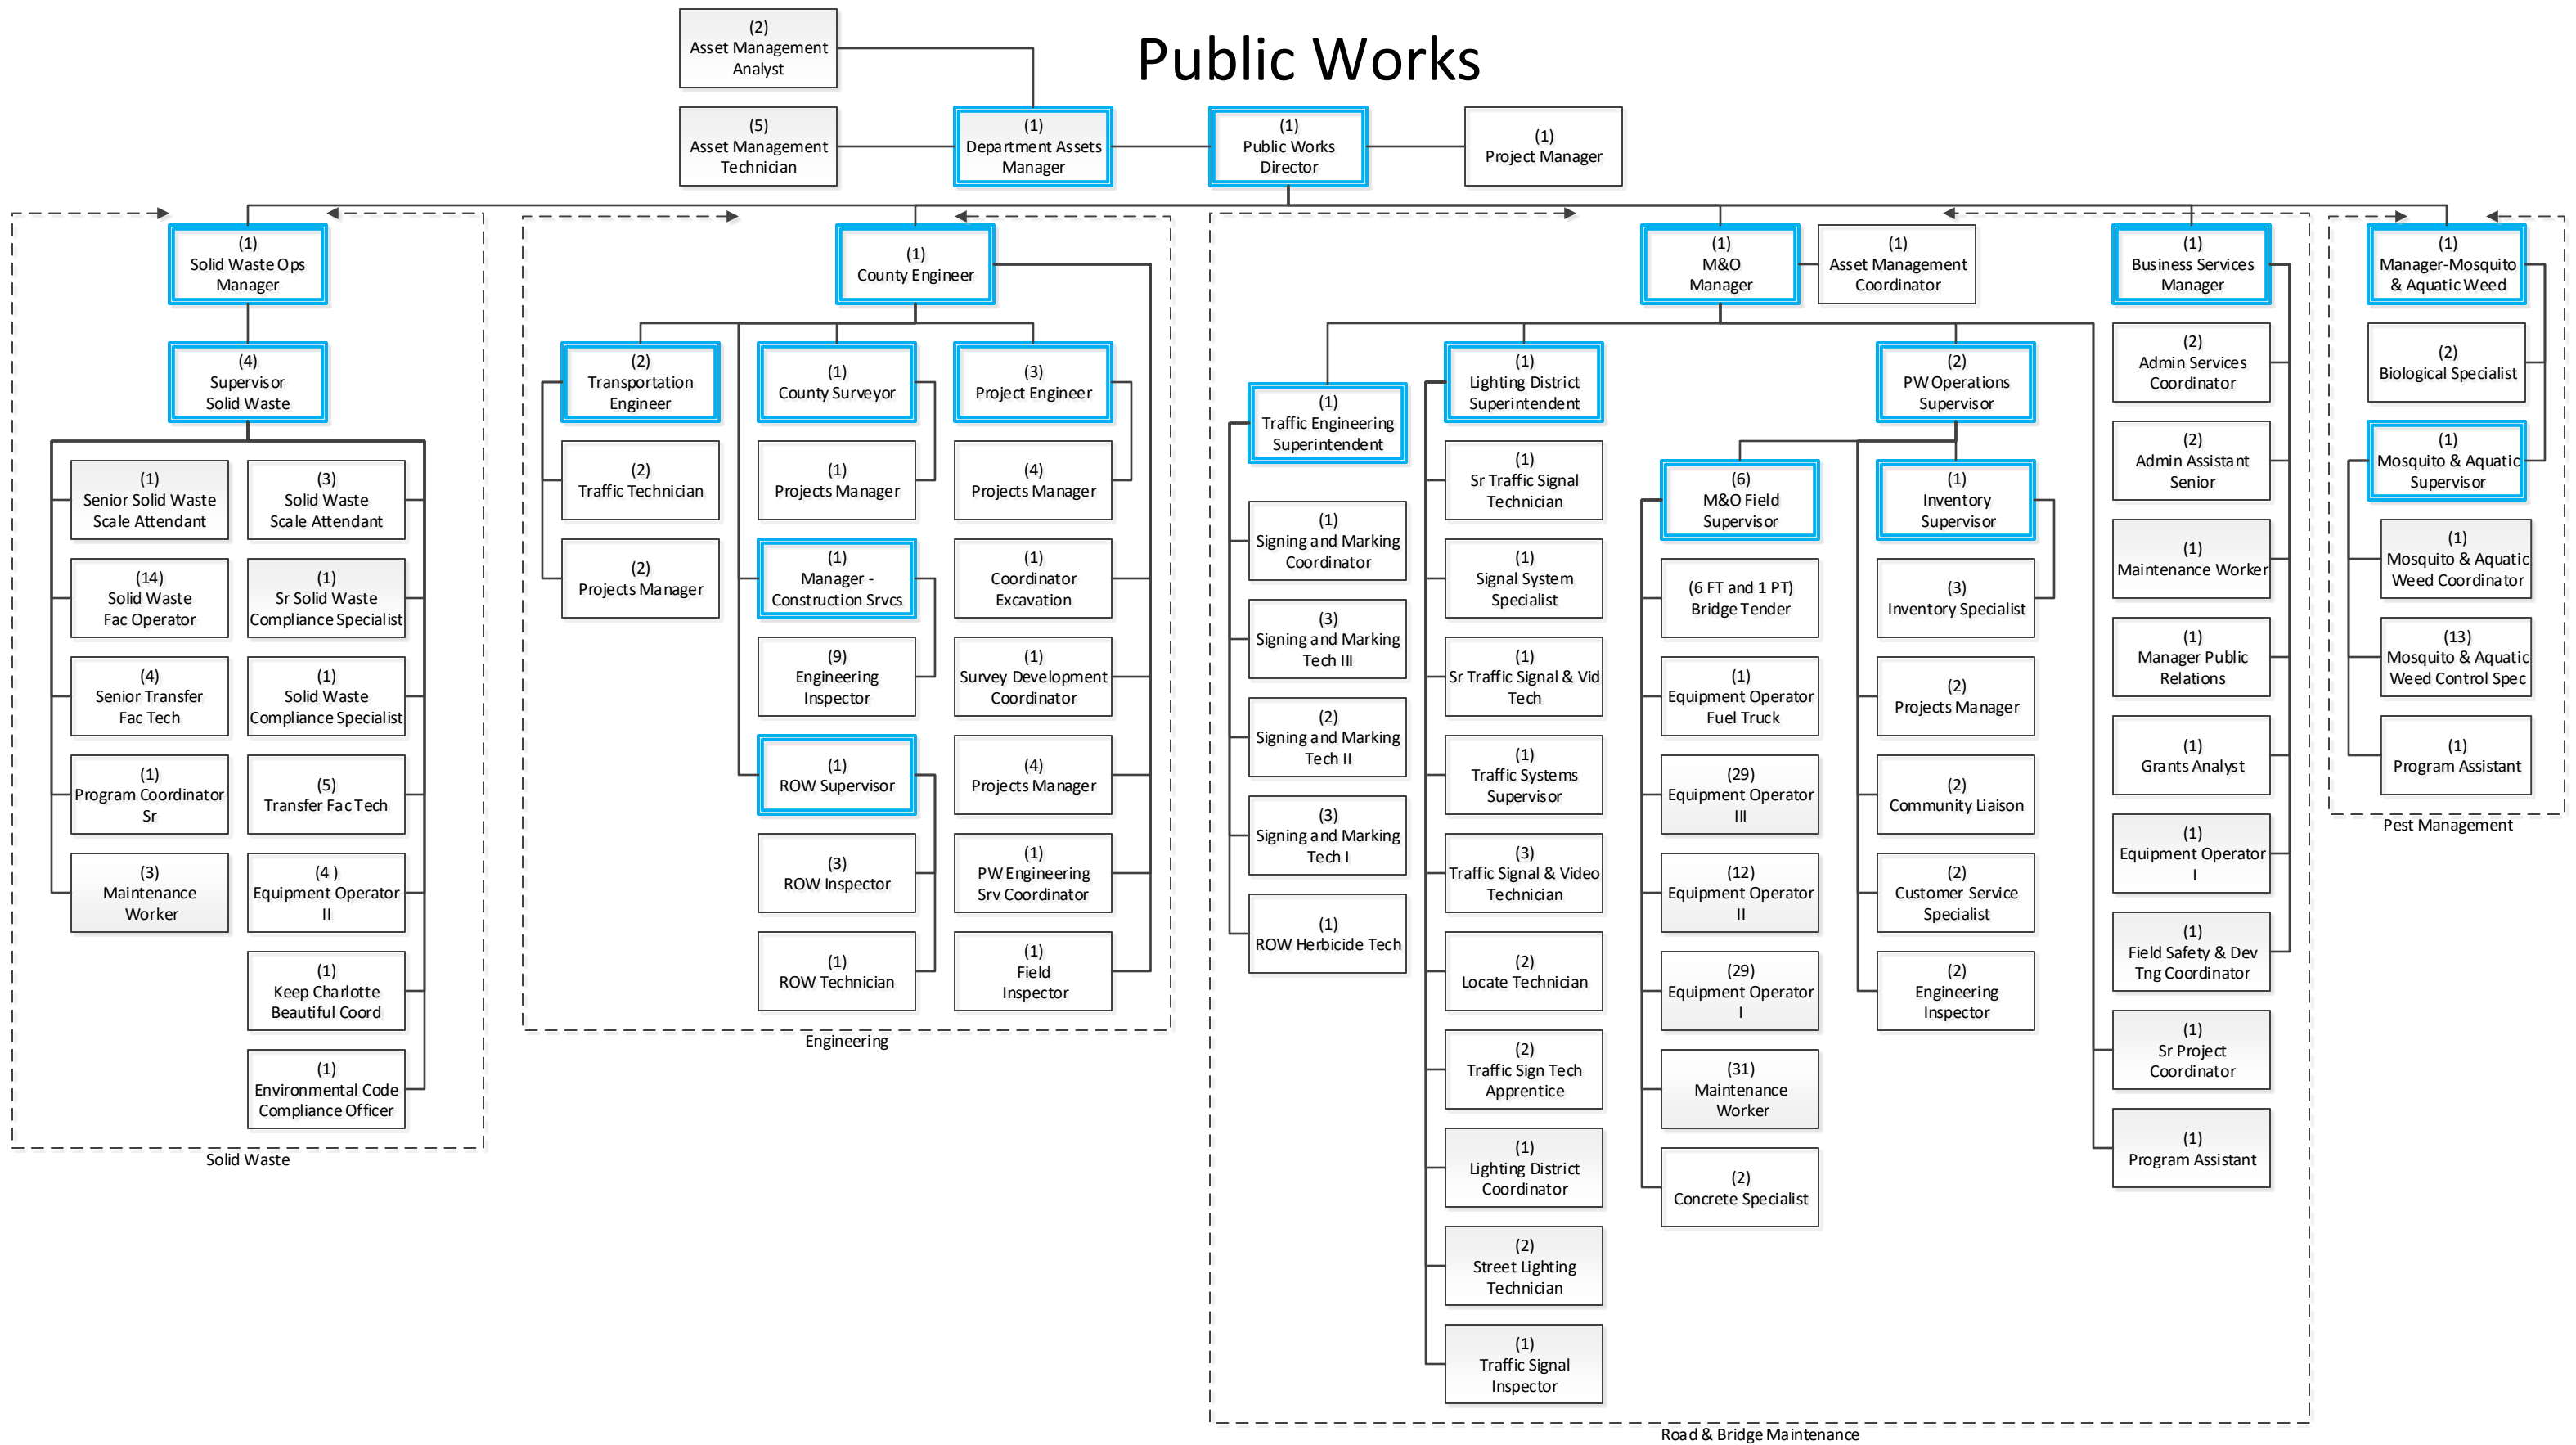 Public Works
(2)
Asset Management
Analyst
(5)
Asset Management
Technician
(1)
Department Assets
Manager
(1)
Public Works
Director
(1)
Project Manager
(1)
Solid Waste Ops
Manager
(4)
Supervisor
Solid Waste
(1)
Senior Solid Waste
Scale Attendant
(14)
Solid Waste
Fac Operator
(4)
Senior Transfer
Fac Tech
(1)
Program Coordinator
Sr
(3)
Maintenance
Worker
(3)
Solid Waste
Scale Attendant
(1)
Sr Solid Waste
Compliance Specialist
(1)
Solid Waste
Compliance Specialist
(5)
Transfer Fac Tech
(4 )
Equipment Operator
II
(1)
Keep Charlotte
Beautiful Coord
(1)
Environmental Code
Compliance Officer
Solid Waste
(1)
County Engineer
(2)
Transportation
Engineer
(2)
Traffic Technician
(2)
Projects Manager
(1)
County Surveyor
(1)
Projects Manager
(1)
Manager -
Construction Srvcs
(9)
Engineering
Inspector
(1)
ROW Supervisor
(3)
ROW Inspector
(1)
ROW Technician
(3)
Project Engineer
(4)
Projects Manager
(1)
Coordinator
Excavation
(1)
Survey Development
Coordinator
(4)
Projects Manager
(1)
PW Engineering
Srv Coordinator
(1)
Field
Inspector
Engineering
(1)
M&O
Manager
(1)
Asset Management
Coordinator
(1)
Traffic Engineering
Superintendent
(1)
Signing and Marking
Coordinator
(3)
Signing and Marking
Tech III
(2)
Signing and Marking
Tech II
(3)
Signing and Marking
Tech I
(1)
ROW Herbicide Tech
(1)
Lighting District
Superintendent
(1)
Sr Traffic Signal
Technician
(1)
Signal System
Specialist
(1)
Sr Traffic Signal & Vid
Tech
(1)
Traffic Systems
Supervisor
(3)
Traffic Signal & Video
Technician
(2)
Locate Technician
(2)
Traffic Sign Tech
Apprentice
(1)
Lighting District
Coordinator
(2)
Street Lighting
Technician
(1)
Traffic Signal
Inspector
(2)
PW Operations
Supervisor
(6)
M&O Field
Supervisor
(6 FT and 1 PT)
Bridge Tender
(1)
Equipment Operator
Fuel Truck
(29)
Equipment Operator
III
(12)
Equipment Operator
II
(29)
Equipment Operator
I
(31)
Maintenance
Worker
(2)
Concrete Specialist
(1)
Inventory
Supervisor
(3)
Inventory Specialist
(2)
Projects Manager
(2)
Community Liaison
(2)
Customer Service
Specialist
(2)
Engineering
Inspector
(1)
Business Services
Manager
(2)
Admin Services
Coordinator
(2)
Admin Assistant
Senior
(1)
Maintenance Worker
(1)
Manager Public
Relations
(1)
Grants Analyst
(1)
Equipment Operator
I
(1)
Field Safety & Dev
Tng Coordinator
(1)
Sr Project
Coordinator
(1)
Program Assistant
Road & Bridge Maintenance
(1)
Manager-Mosquito
& Aquatic Weed
(2)
Biological Specialist
(1)
Mosquito & Aquatic
Supervisor
(1)
Mosquito & Aquatic
Weed Coordinator
(13)
Mosquito & Aquatic
Weed Control Spec
(1)
Program Assistant
Pest Management